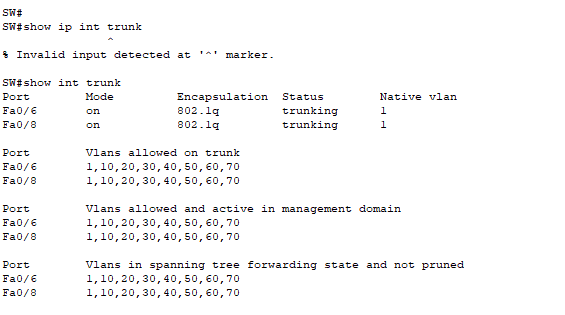 SW#
SW#show ip int trunk
^
% Invalid input detected at '^' marker.
SW#show int trunk
Port Mode Encapsulation Status Native vlan
Fa0/6 on 802.1q trunking 1
Fa0/8 on 802.1q trunking 1
Port Vlans allowed on trunk
Fa0/6 1,10,20,30,40,50,60,70
Fa0/8 1,10,20,30,40,50,60,70
Port Vlans allowed and active in management domain
Fa0/6 1,10,20,30,40,50,60,70
Fa0/8 1,10,20,30,40,50,60,70
Port Vlans in spanning tree forwarding state and not pruned
Fa0/6 1,10,20,30,40,50,60,70
Fa0/8 1,10,20,30,40,50,60,70